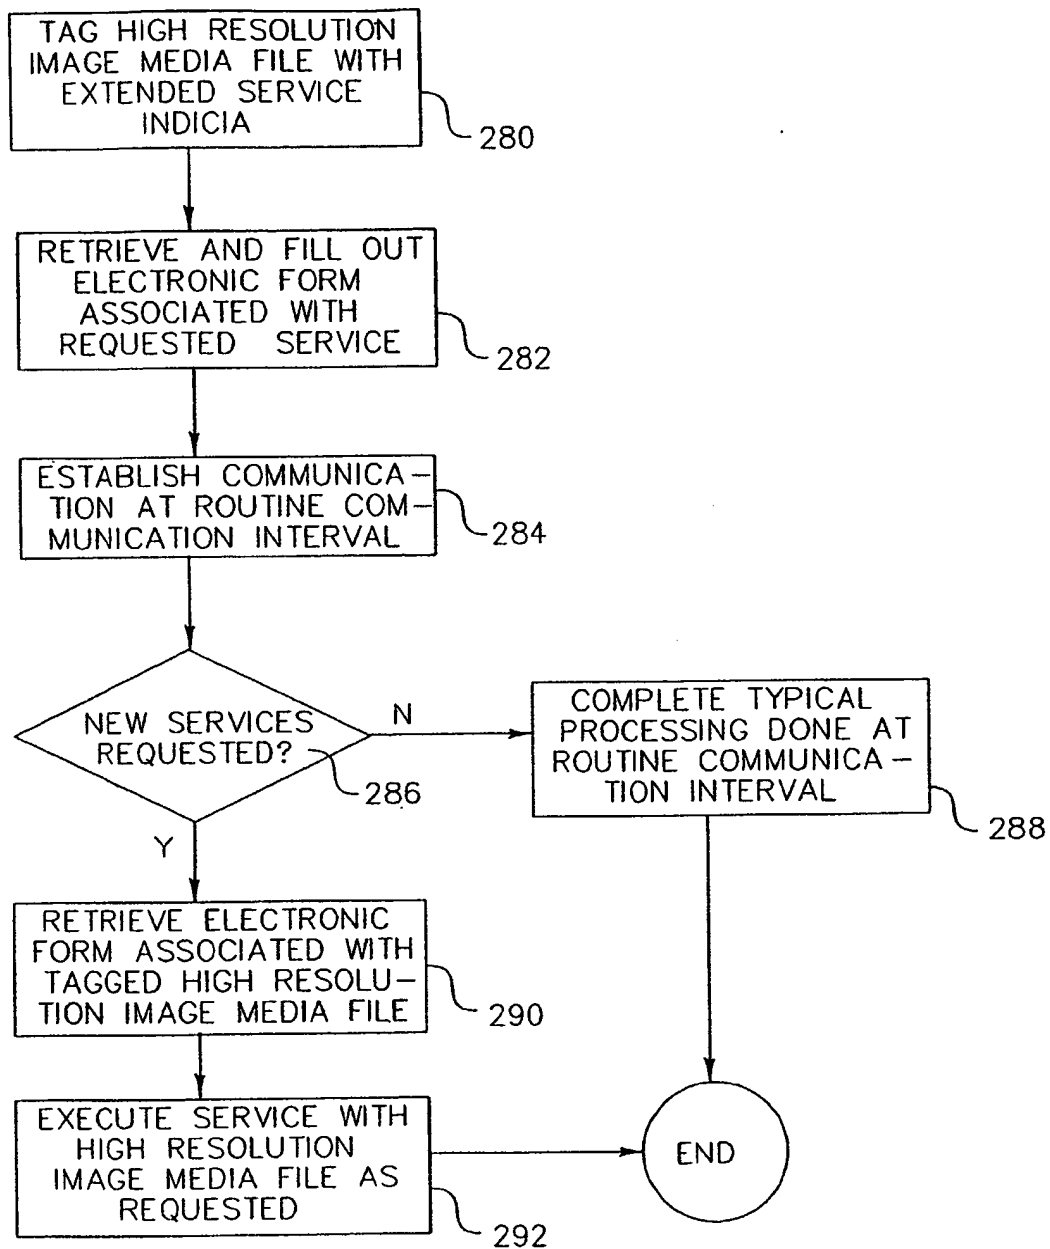 TAG HIGH RESOLUTION
IMAGE MEDIA FILE WITH
EXTENDED SERVICE
INDICIA
280
RETRIEVE AND FILL OUT
ELECTRONIC FORM
ASSOCIATED WITH
REQUESTED SERVICE
282
ESTABLISH COMMUNICA-
TION AT ROUTINE COM-
MUNICATION INTERVAL
284
NEW SERVICES
REQUESTED?
286
N
COMPLETE TYPICAL
PROCESSING DONE AT
ROUTINE COMMUNICA-
TION INTERVAL
288
Y
RETRIEVE ELECTRONIC
FORM ASSOCIATED WITH
TAGGED HIGH RESOLU-
TION IMAGE MEDIA FILE
290
EXECUTE SERVICE WITH
HIGH RESOLUTION
IMAGE MEDIA FILE AS
REQUESTED
292
END